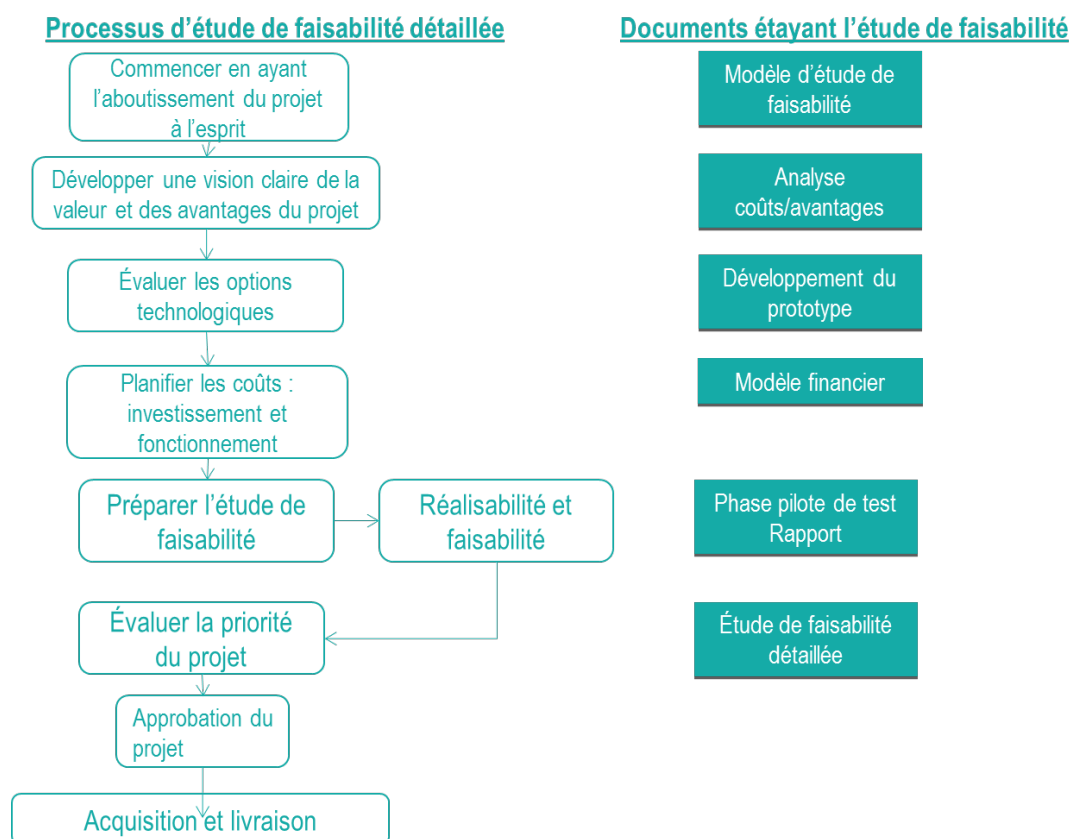 Processus d’étude de faisabilité détaillée
Commencer en ayant
l’aboutissement du projet
à l’esprit
Développer une vision claire de la
valeur et des avantages du projet
Évaluer les options
technologiques
Planifier les coûts :
investissement et
fonctionnement
Préparer l’étude de
faisabilité
Réalisabilité et
faisabilité
Évaluer la priorité
du projet
Approbation du
projet
Acquisition et livraison
Documents étayant l’étude de faisabilité
Modèle d’étude de
faisabilité
Analyse
coûts/avantages
Développement du
prototype
Modèle financier
Phase pilote de test
Rapport
Étude de faisabilité
détaillée